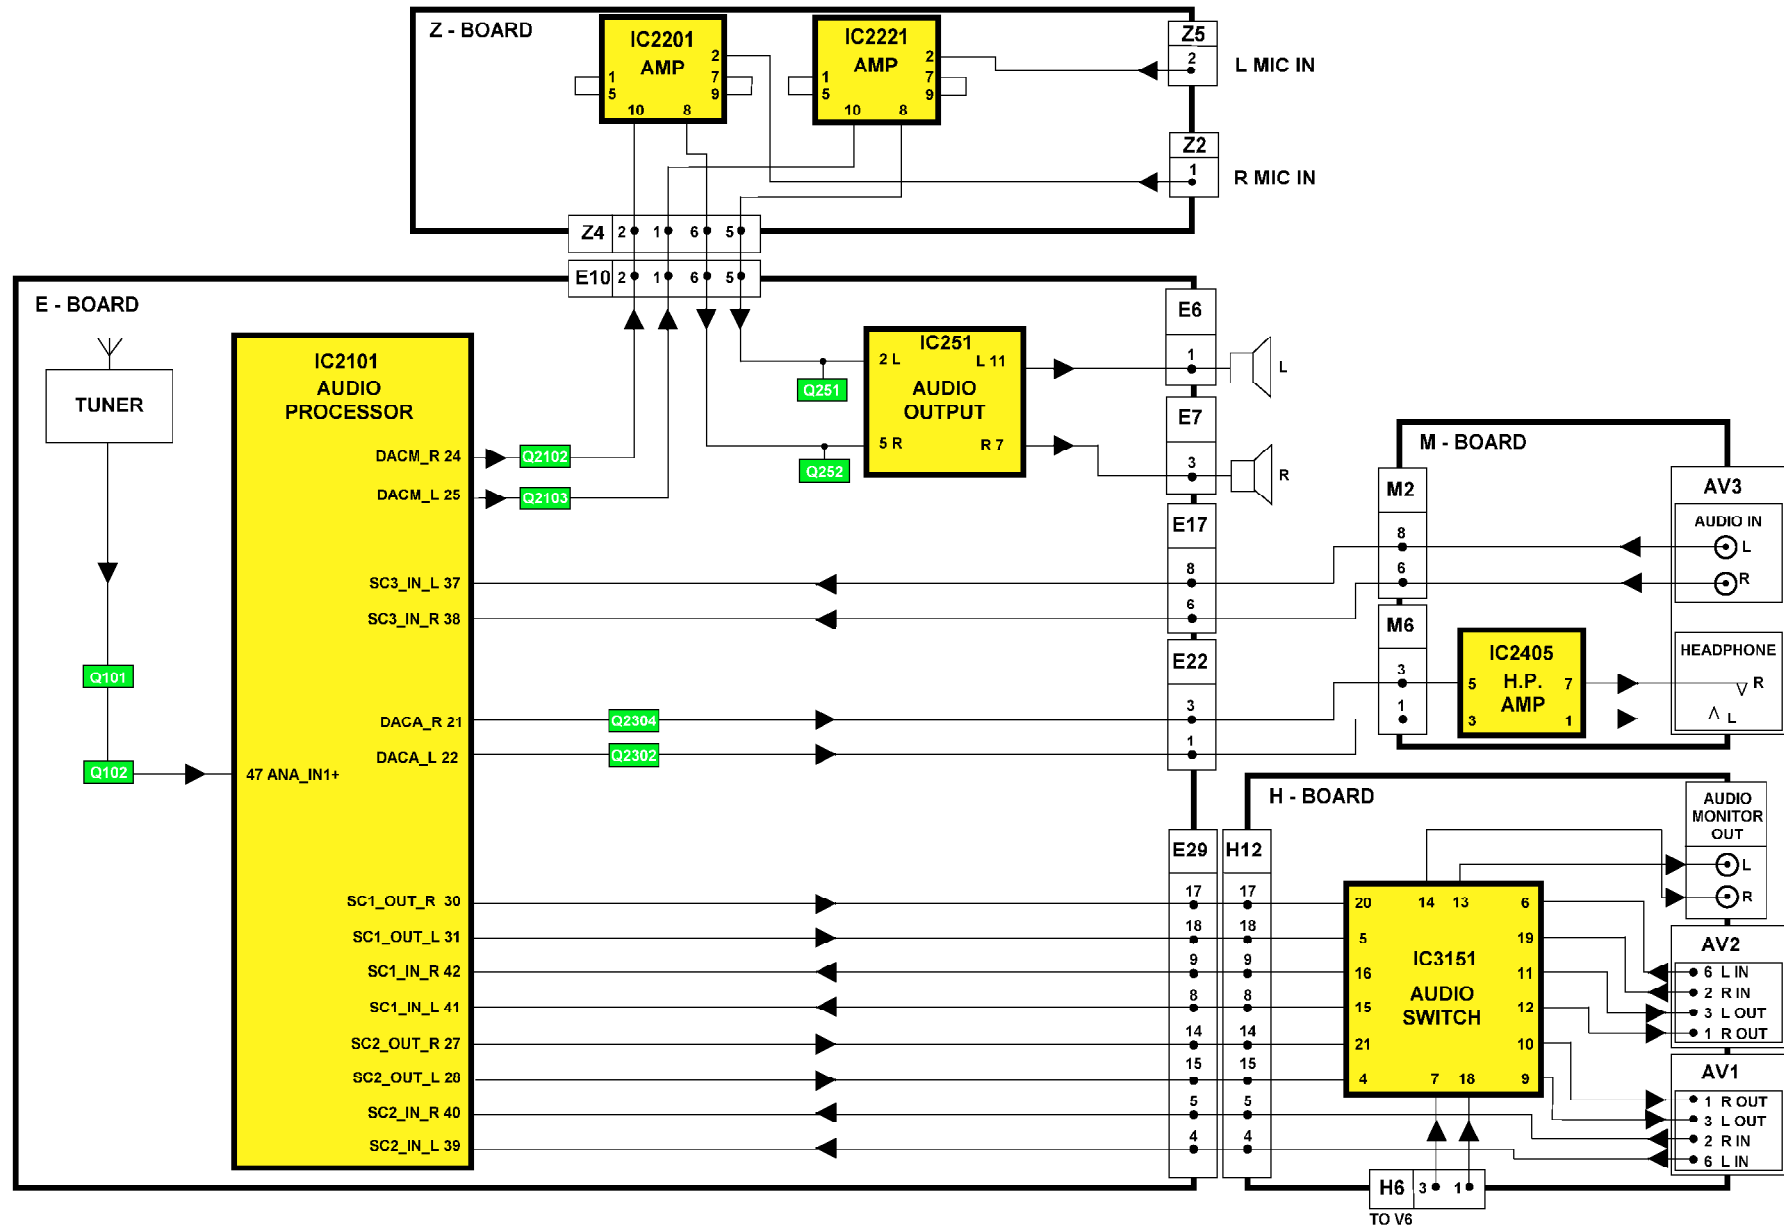 Z - BOARD
IC2201
AMP
2
1
7
5
9
10
8
IC2221
AMP
2
1
7
5
9
10
8
Z5
2
L MIC IN
Z2
1
R MIC IN
Z4 2 1 6 5
E10 2 1 6 5
E - BOARD
TUNER
Q101
Q102
IC2101
AUDIO
PROCESSOR
DACM_R 24
DACM_L 25
SC3_IN_L 37
SC3_IN_R 38
DACA_R 21
DACA_L 22
47 ANA_IN1+
SC1_OUT_R 30
SC1_OUT_L 31
SC1_IN_R 42
SC1_IN_L 41
SC2_OUT_R 27
SC2_OUT_L 28
SC2_IN_R 40
SC2_IN_L 39
Q2102
Q2103
Q2304
Q2302
Q251
Q252
IC251
2 L
L 11
AUDIO
OUTPUT
5 R
R 7
E6
1
L
E7
3
R
E17
8
6
E22
3
1
E29
17
18
9
8
14
15
5
4
M - BOARD
M2
8
6
M6
3
1
IC2405
H.P.
AMP
5
7
3
1
AV3
AUDIO IN
L
R
HEADPHONE
R
L
H - BOARD
H12
17
18
9
8
14
15
5
4
IC3151
AUDIO
SWITCH
20
14
13
6
5
19
16
11
15
12
21
10
4
7
18
9
AUDIO
MONITOR
OUT
L
R
AV2
6 L IN
2 R IN
3 L OUT
1 R OUT
AV1
1 R OUT
3 L OUT
2 R IN
6 L IN
H6 3 1
TO V6